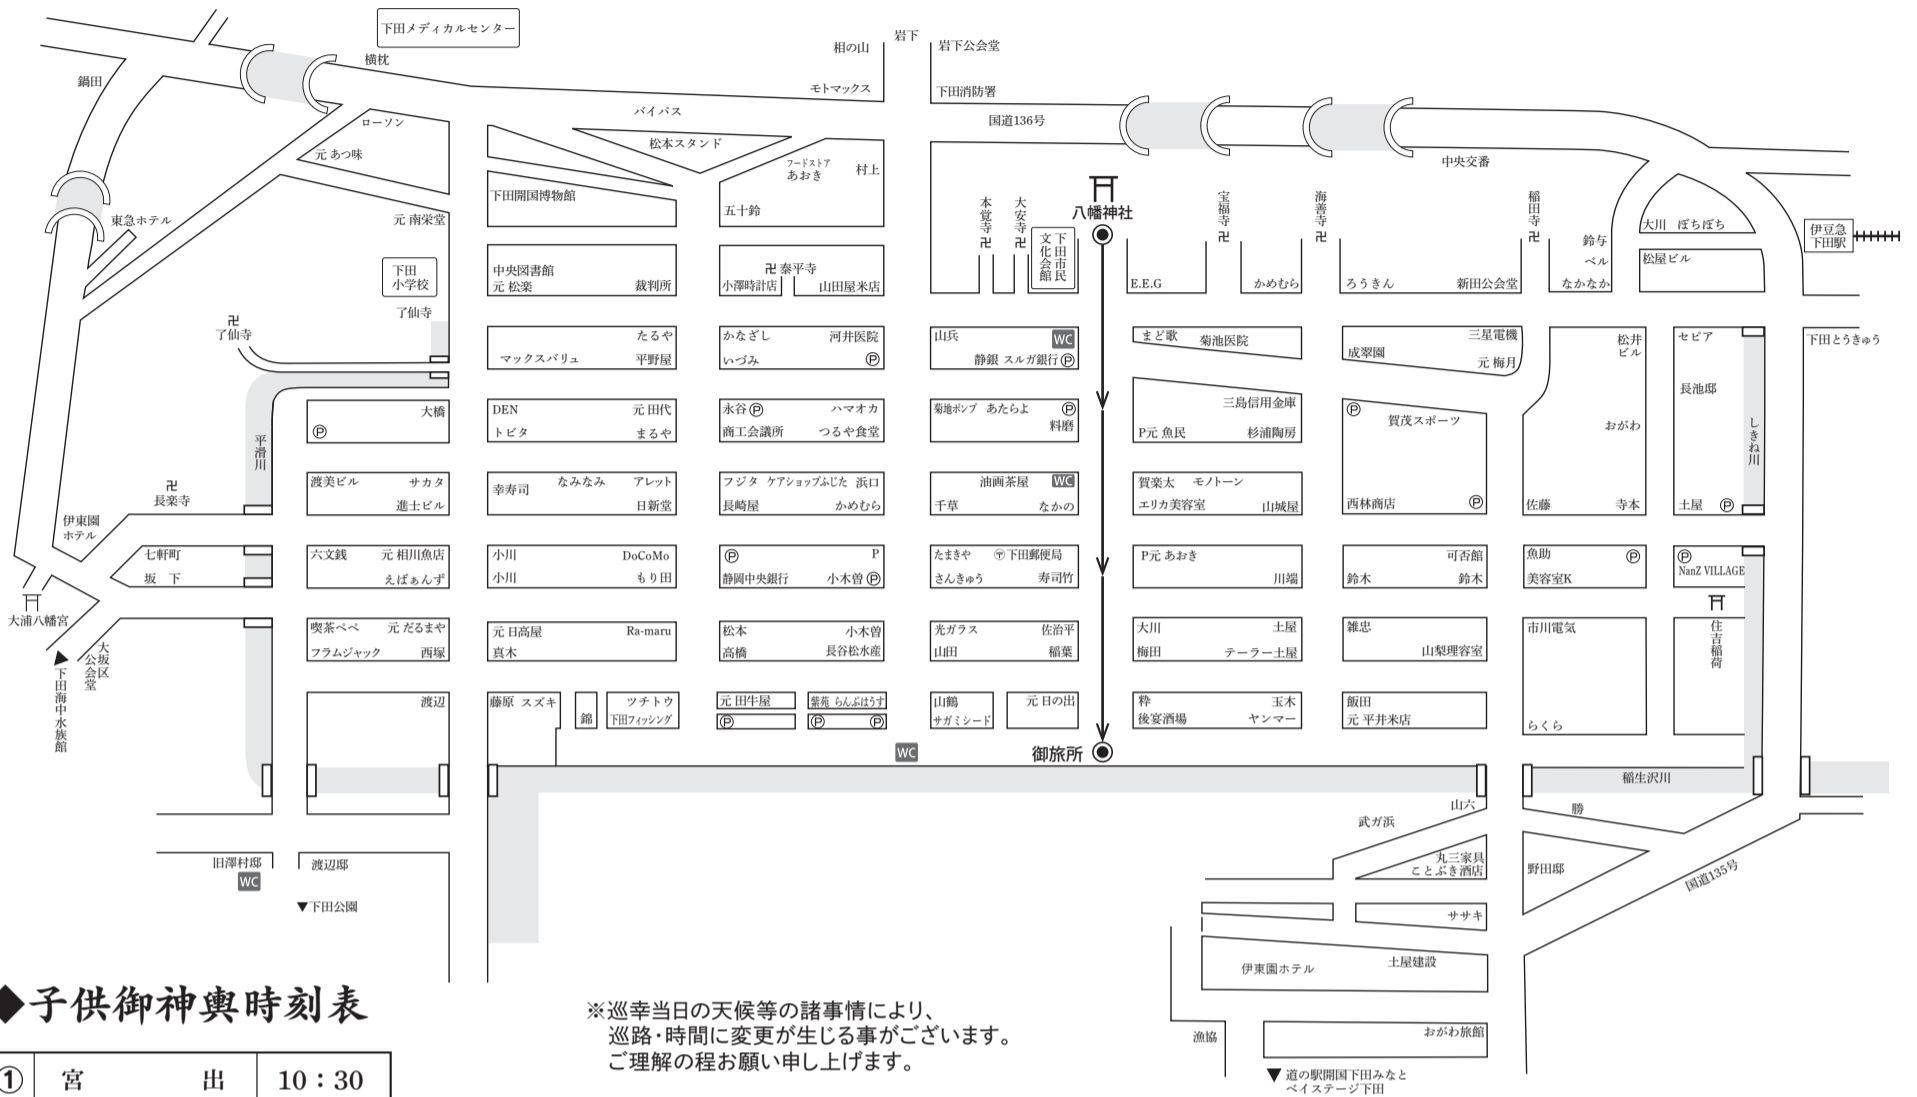 下田メディカルセンター
岩下
相の山
岩下公会堂
横枕
鍋田
モトマックス
下田消防署
バイパス
国道136号
ローソン
松本スタンド
元 あつ味
フードストア
あおき
村上
中央交番
下田開国博物館
五十鈴
本覚寺卍
大安寺卍
下田市民
文化会館
八幡神社
宝福寺卍
海善寺卍
稲田寺卍
大川 ぽちぽち
伊豆急
下田駅
東急ホテル
元 南栄堂
鈴与
ベル
松屋ビル
下田
小学校
中央図書館
元 松楽
裁判所
卍 泰平寺
小澤時計店
山田屋米店
E.E.G
かめむら
ろうきん
新田公会堂
なかなか
了仙寺
卍
了仙寺
たるや
マックスバリュ
平野屋
かなざし
河井医院
いづみ
Ⓟ
山兵
WC
静銀 スルガ銀行Ⓟ
まど歌
菊池医院
三星電機
成翠園
元 梅月
松井
ビル
セピア
下田とうきゅう
長池邸
大橋
Ⓟ
DEN
元 田代
トビタ
まるや
永谷Ⓟ
ハマオカ
商工会議所
つるや食堂
菊地ポンプ あたらよ
Ⓟ
料磨
三島信用金庫
P元 魚民
杉浦陶房
Ⓟ
賀茂スポーツ
おがわ
しきね川
平滑川
卍
長楽寺
渡美ビル
サカタ
進士ビル
幸寿司
なみなみ
アレット
日新堂
フジタ ケアショップふじた 浜口
長崎屋
かめむら
油画茶屋
WC
千草
なかの
賀楽太
モノトーン
エリカ美容室
山城屋
西林商店
Ⓟ
佐藤
寺本
土屋 Ⓟ
伊東園
ホテル
七軒町
坂 下
六文銭
元 相川魚店
えばぁんず
小川
DoCoMo
小川
もり田
Ⓟ
P
静岡中央銀行
小木曽Ⓟ
たまきや
〶下田郵便局
さんきゅう
寿司竹
P元 あおき
川端
可否館
鈴木
鈴木
魚助
Ⓟ
美容室K
Ⓟ
NanZ VILLAGE
大浦八幡宮
大坂区
公会堂
下田海中水族館
喫茶ペペ
元 だるまや
フラムジャック
西塚
元 日高屋
Ra-maru
真木
松本
小木曽
高橋
長谷松水産
光ガラス
佐治平
山田
稲葉
大川
土屋
梅田
テーラー土屋
雑忠
山梨理容室
市川電気
住吉稲荷
渡辺
藤原 スズキ
錦
ツチトウ
下田フィッシング
元 田牛屋
Ⓟ
紫苑 らんぷはうす
Ⓟ
Ⓟ
山鶴
サガミシード
元 日の出
粋
玉木
後宴酒場
ヤンマー
飯田
元 平井米店
らくら
WC
御旅所
稲生沢川
山六
勝
武ガ浜
旧澤村邸
WC
渡辺邸
▼下田公園
丸三家具
ことぶき酒店
野田邸
国道135号
ササキ
伊東園ホテル
土屋建設
漁協
おがわ旅館
▼ 道の駅開国下田みなと
ベイステージ下田
※巡幸当日の天候等の諸事情により、
巡路・時間に変更が生じる事がございます。
ご理解の程お願い申し上げます。
◆子供御神輿時刻表
① 宮 出 10：30